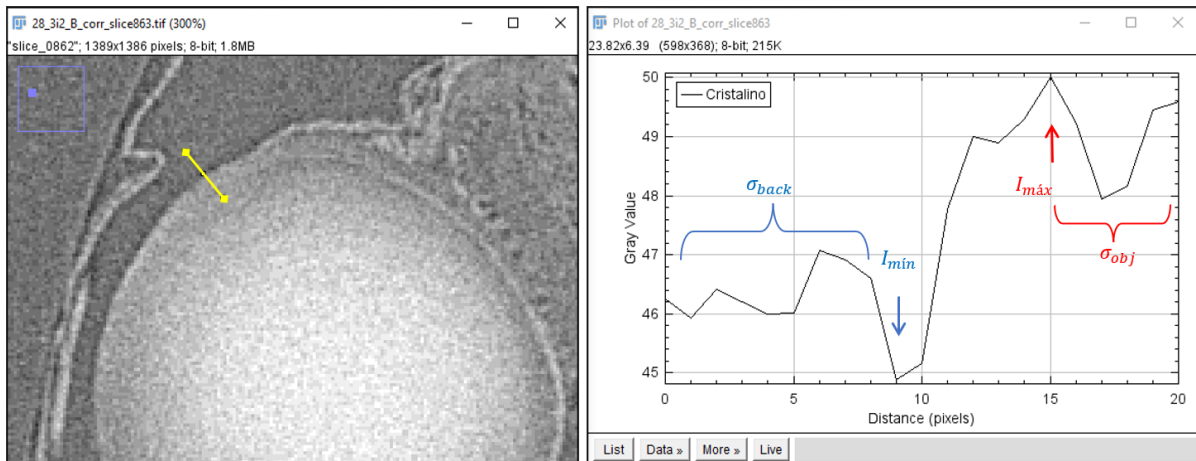 28_3i2_B_corr_slice863.tif (300%)
"slice_0862"; 1389x1386 pixels; 8-bit; 1.8MB
Plot of 28_3i2_B_corr_slice863
23.82x6.39 (598x368); 8-bit; 215K
50
49
48
47
46
45
Gray Value
Cristalino
σback
Imín
Imáx
σobj
0 5 10 15 20
Distance (pixels)
List Data » More » Live